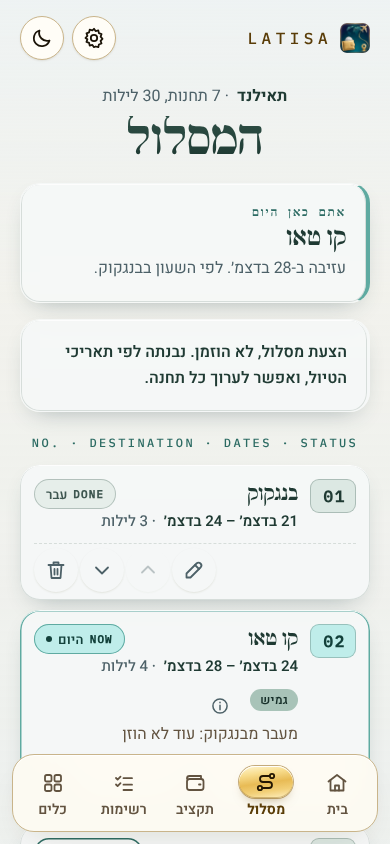 LATISA
תאילנד · 7 תחנות, 30 לילות
המסלול
אתם כאן היום
קו טאו
עזיבה ב-28 בדצמ׳. לפי השעון בבנגקוק.
הצעת מסלול, לא הוזמן. נבנתה לפי תאריכי
הטיול, ואפשר לערוך כל תחנה.
NO. · DESTINATION · DATES · STATUS
01
בנגקוק
DONE עבר
21 בדצמ׳ – 24 בדצמ׳ · 3 לילות
02
קו טאו
NOW היום
24 בדצמ׳ – 28 בדצמ׳ · 4 לילות
גמיש
מעבר מבנגקוק: עוד לא הוזן
בית
מסלול
תקציב
רשימות
כלים